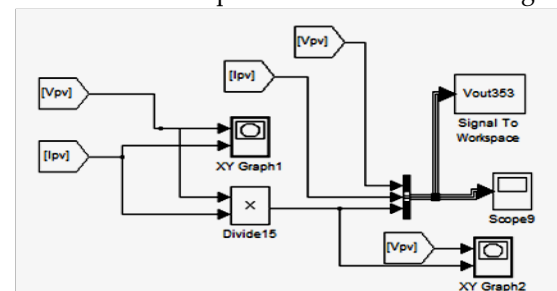 [Vpv]
[Ipv]
[Vpv]
Vout353
Signal To
Workspace
[Ipv]
XY Graph1
×
Divide15
Scope9
[Vpv]
XY Graph2